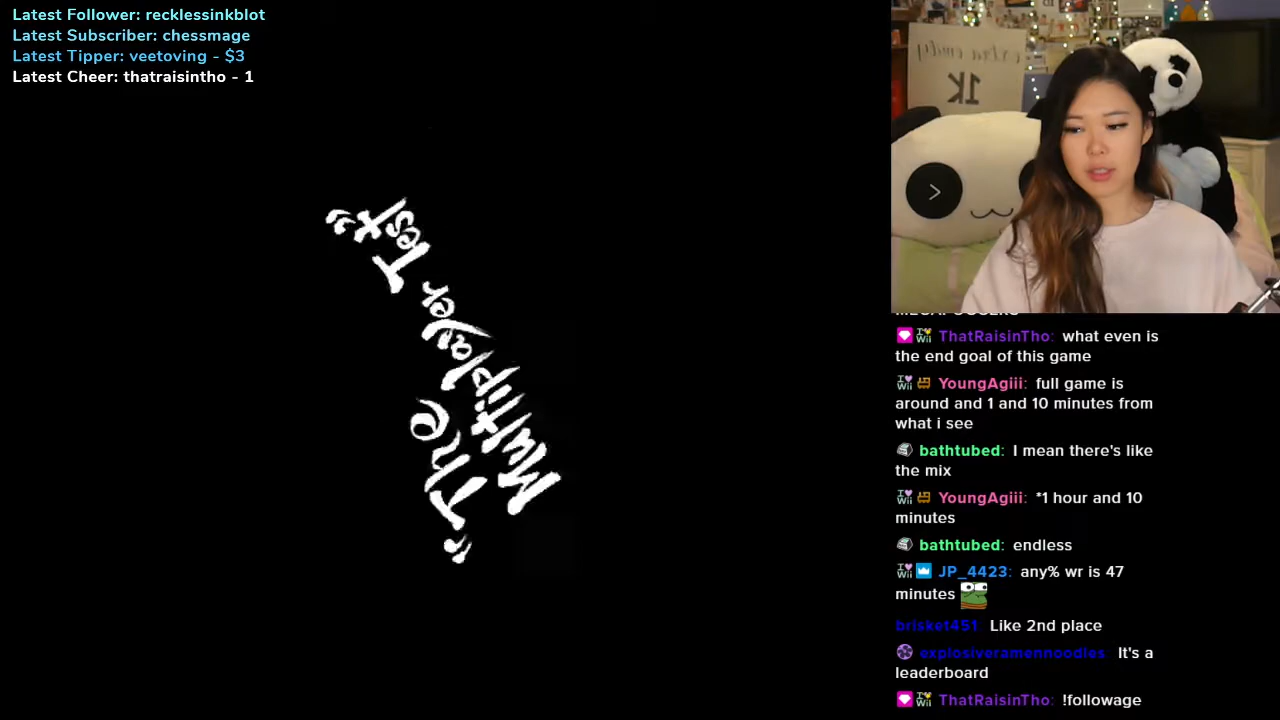 Latest Follower: recklessinkblot
Latest Subscriber: chessmage
Latest Tipper: veetoving - $3
Latest Cheer: thatraisintho - 1
"The
Multiplayer Test"
extra emily
1K
ThatRaisinTho: what even is
the end goal of this game
YoungAgiii: full game is
around and 1 and 10 minutes from
what i see
bathtubed: I mean there's like
the mix
YoungAgiii: *1 hour and 10
minutes
bathtubed: endless
JP_4423: any% wr is 47
minutes
brisket451: Like 2nd place
explosiveramennoodles: It's a
leaderboard
ThatRaisinTho: !followage